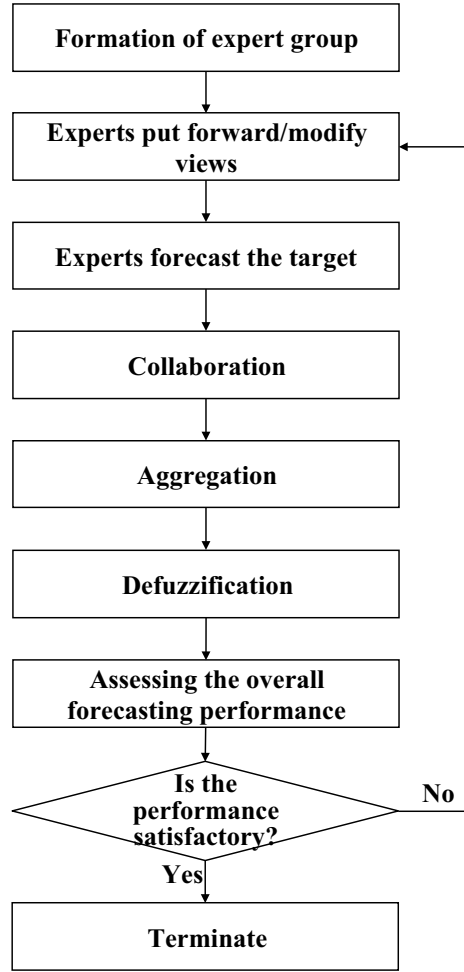 Formation of expert group
Experts put forward/modify
views
Experts forecast the target
Collaboration
Aggregation
Defuzzification
Assessing the overall
forecasting performance
Is the
performance
satisfactory?
No
Yes
Terminate